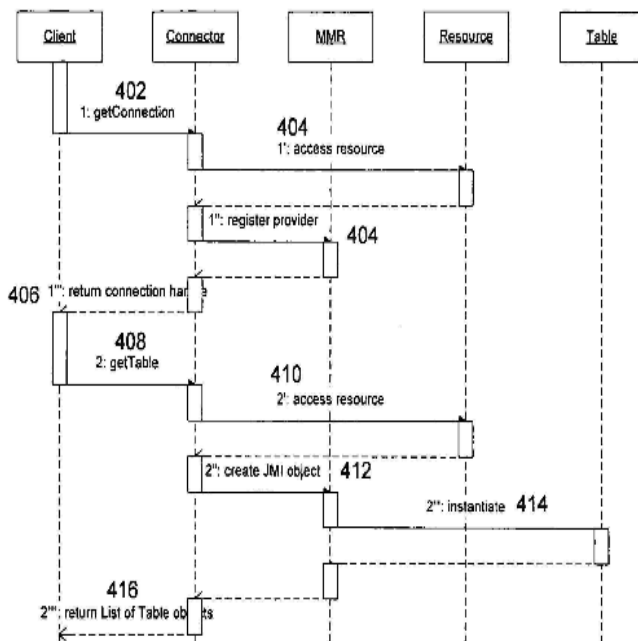 Client Connector MMR Resource Table
402
1: getConnection
404
1': access resource
1'': register provider
404
406 1''': return connection handle
408
2: getTable
410
2': access resource
2'': create JMI object 412
2''': instantiate 414
416
2'''': return List of Table objects